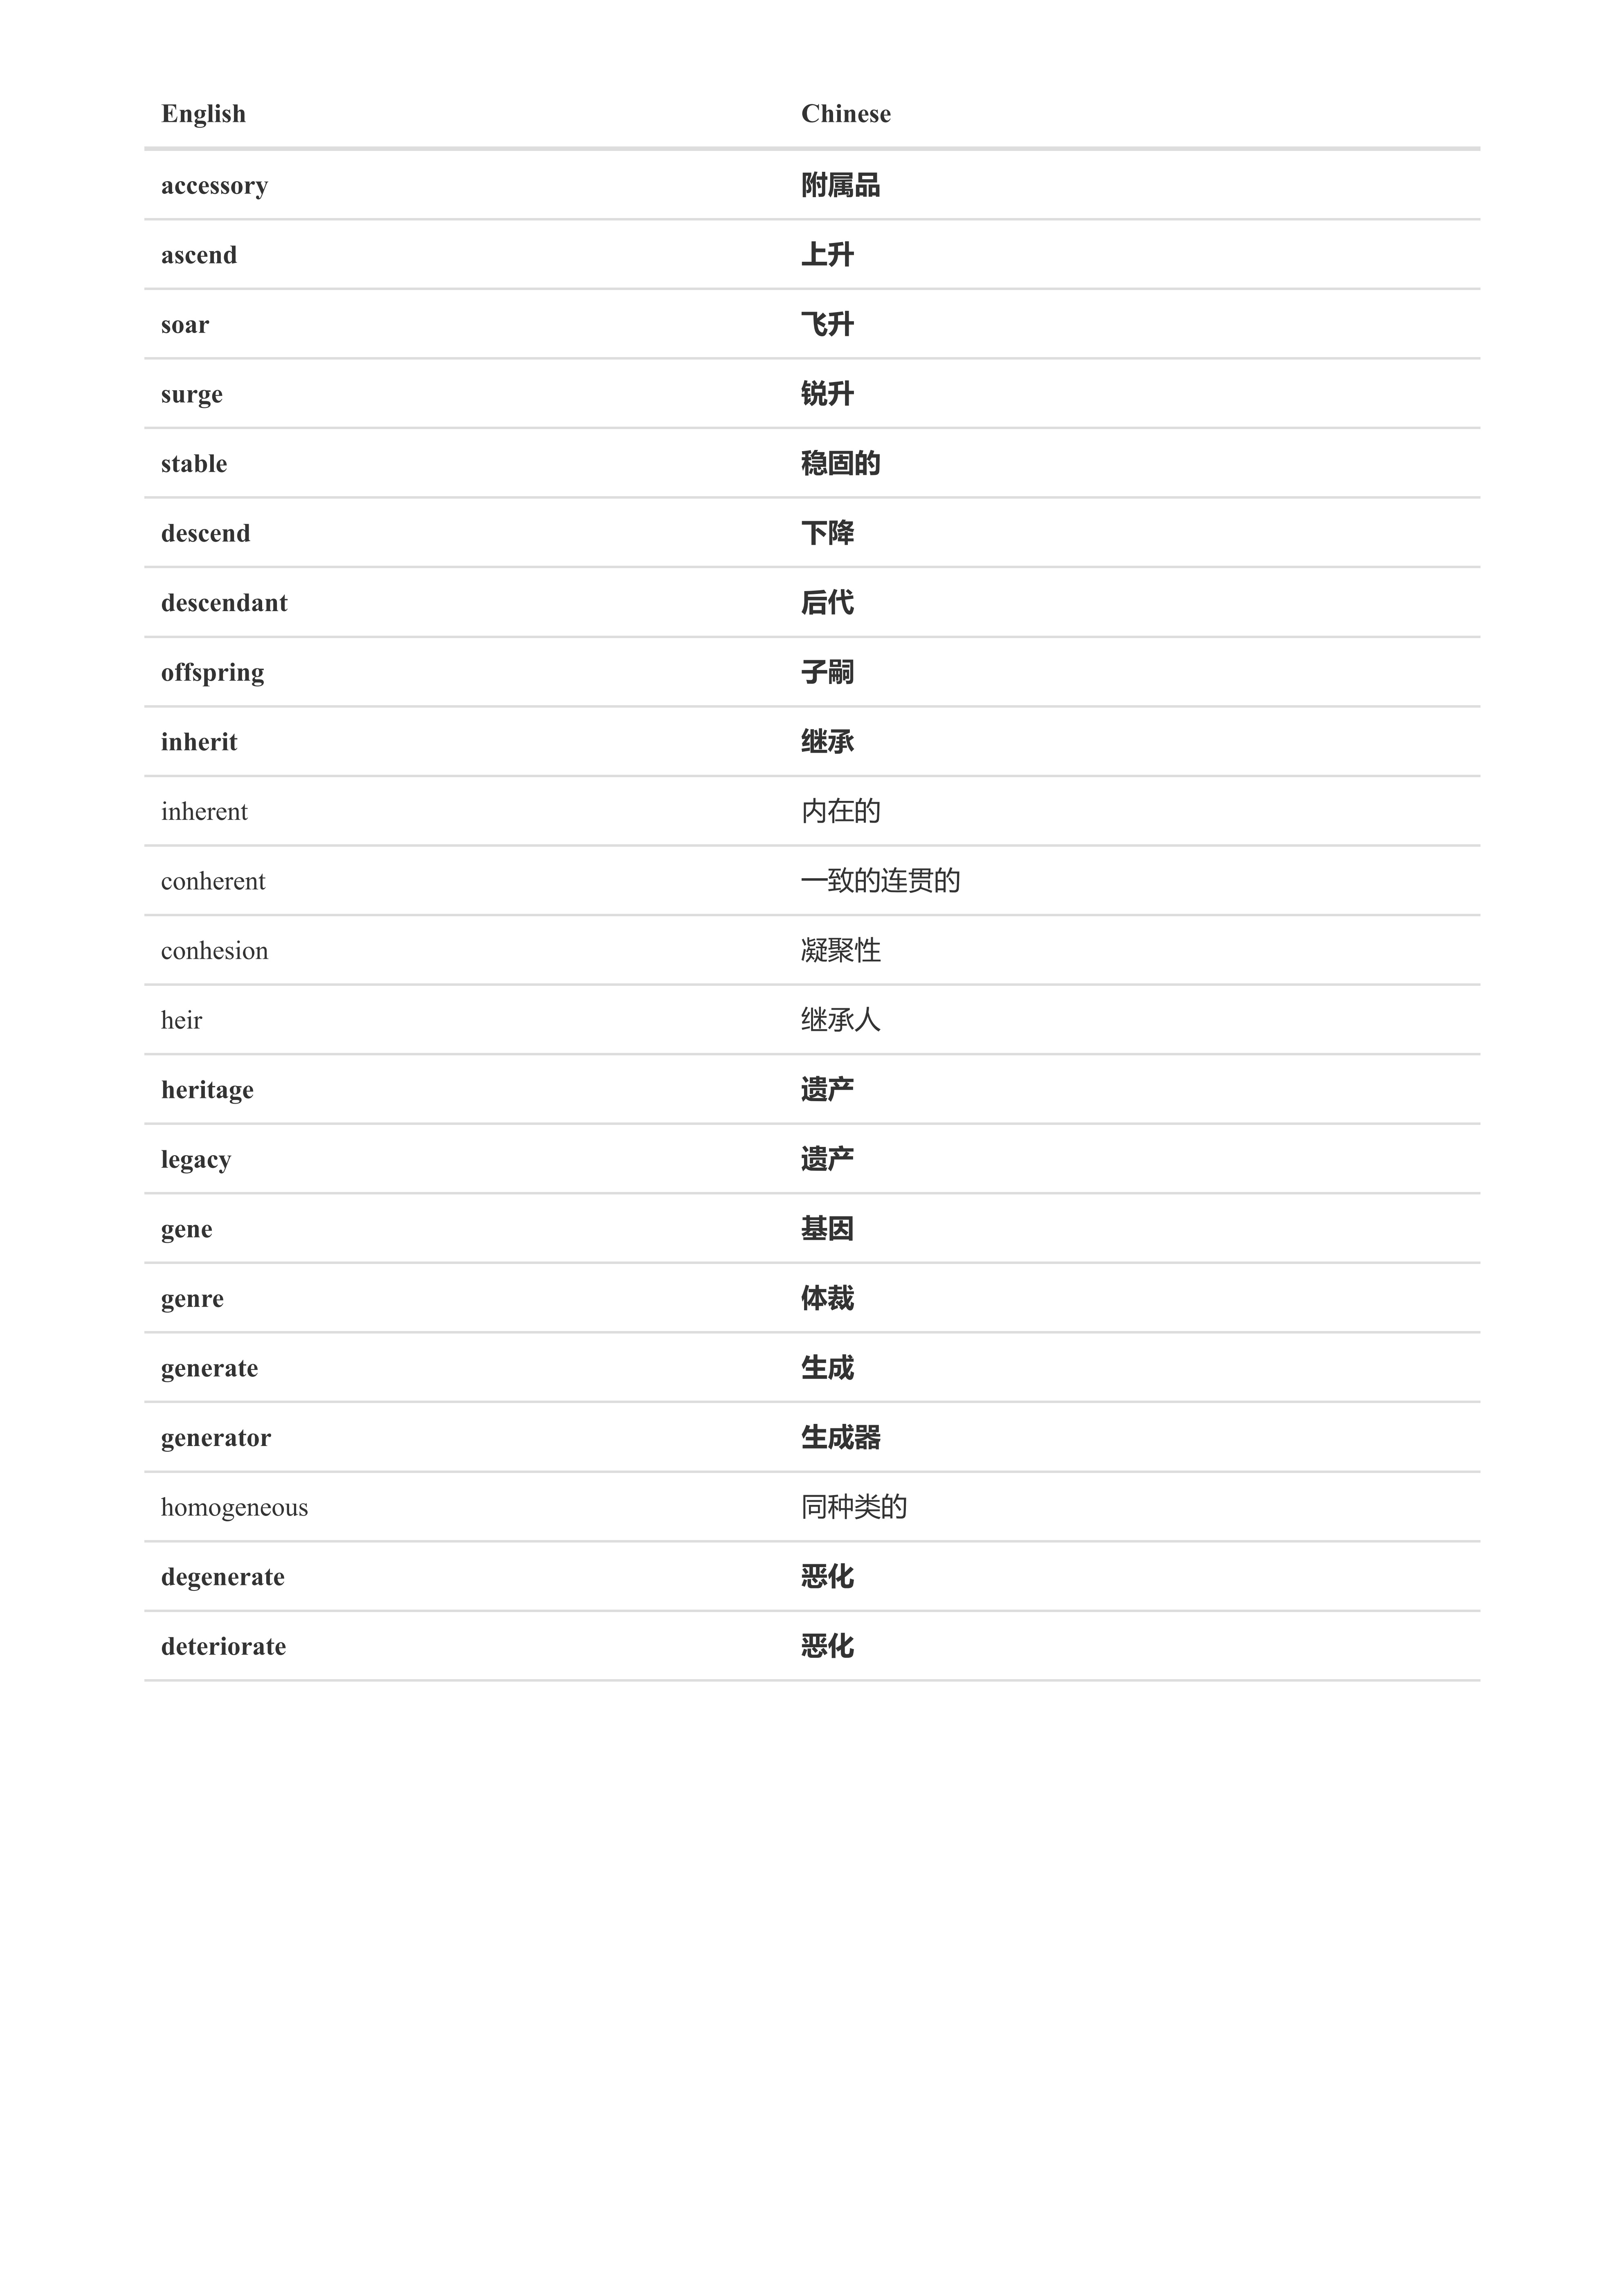 English Chinese
accessory 附属品
ascend 上升
soar 飞升
surge 锐升
stable 稳固的
descend 下降
descendant 后代
offspring 子嗣
inherit 继承
inherent 内在的
conherent 一致的连贯的
conhesion 凝聚性
heir 继承人
heritage 遗产
legacy 遗产
gene 基因
genre 体裁
generate 生成
generator 生成器
homogeneous 同种类的
degenerate 恶化
deteriorate 恶化